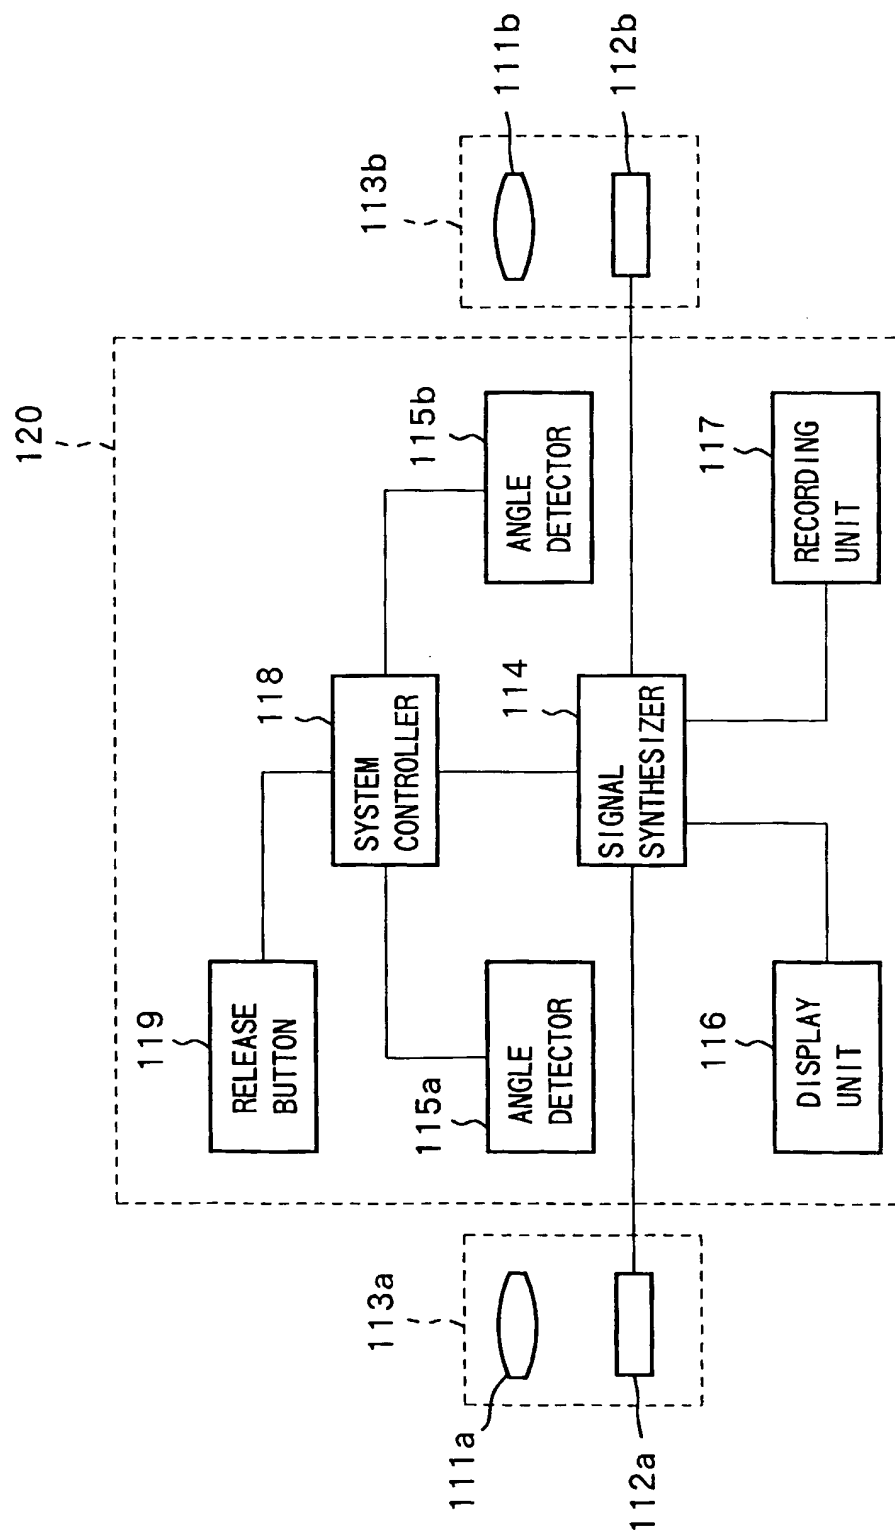 120
113b
111b
112b
119
RELEASE
BUTTON
118
SYSTEM
CONTROLLER
115b
ANGLE
DETECTOR
115a
ANGLE
DETECTOR
114
SIGNAL
SYNTHESIZER
116
DISPLAY
UNIT
117
RECORDING
UNIT
113a
111a
112a